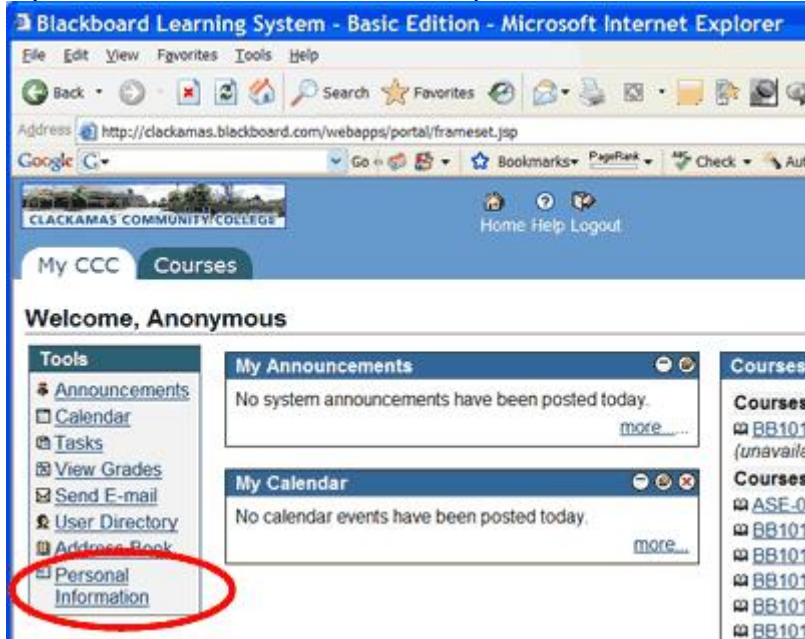 Blackboard Learning System - Basic Edition - Microsoft Internet Explorer
File Edit View Favorites Tools Help
Back Search Favorites
Address http://clackamas.blackboard.com/webapps/portal/frameset.jsp
Google G Go Bookmarks PageRank Check Aut
CLACKAMAS COMMUNITY COLLEGE
Home Help Logout
My CCC Courses
Welcome, Anonymous
Tools
Announcements
Calendar
Tasks
View Grades
Send E-mail
User Directory
Address Book
Personal
Information
My Announcements
No system announcements have been posted today.
more.......
My Calendar
No calendar events have been posted today.
more...
Courses
Courses
BB101
(unavaila
Courses
ASE-0
BB101
BB101
BB101
BB101
BB101